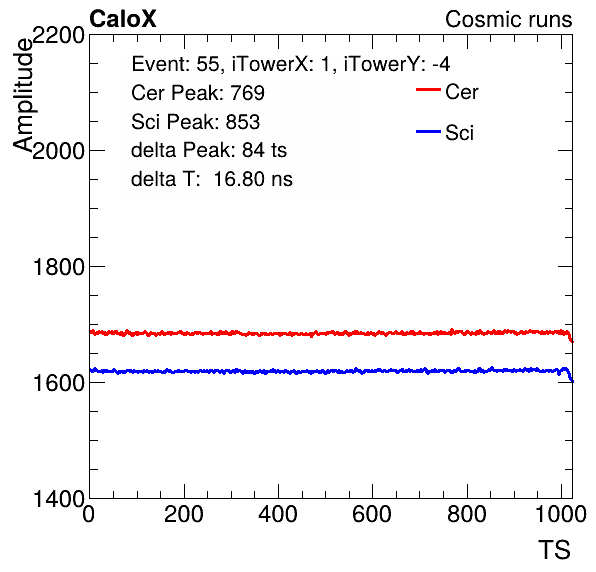 CaloX Cosmic runs
Amplitude
2200
2000
1800
1600
1400
Event: 55, iTowerX: 1, iTowerY: -4
Cer Peak: 769
Sci Peak: 853
delta Peak: 84 ts
delta T:  16.80 ns
Cer
Sci
0 200 400 600 800 1000
TS